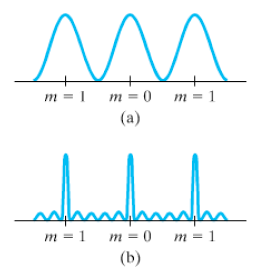 m = 1 m = 0 m = 1
(a)
m = 1 m = 0 m = 1
(b)